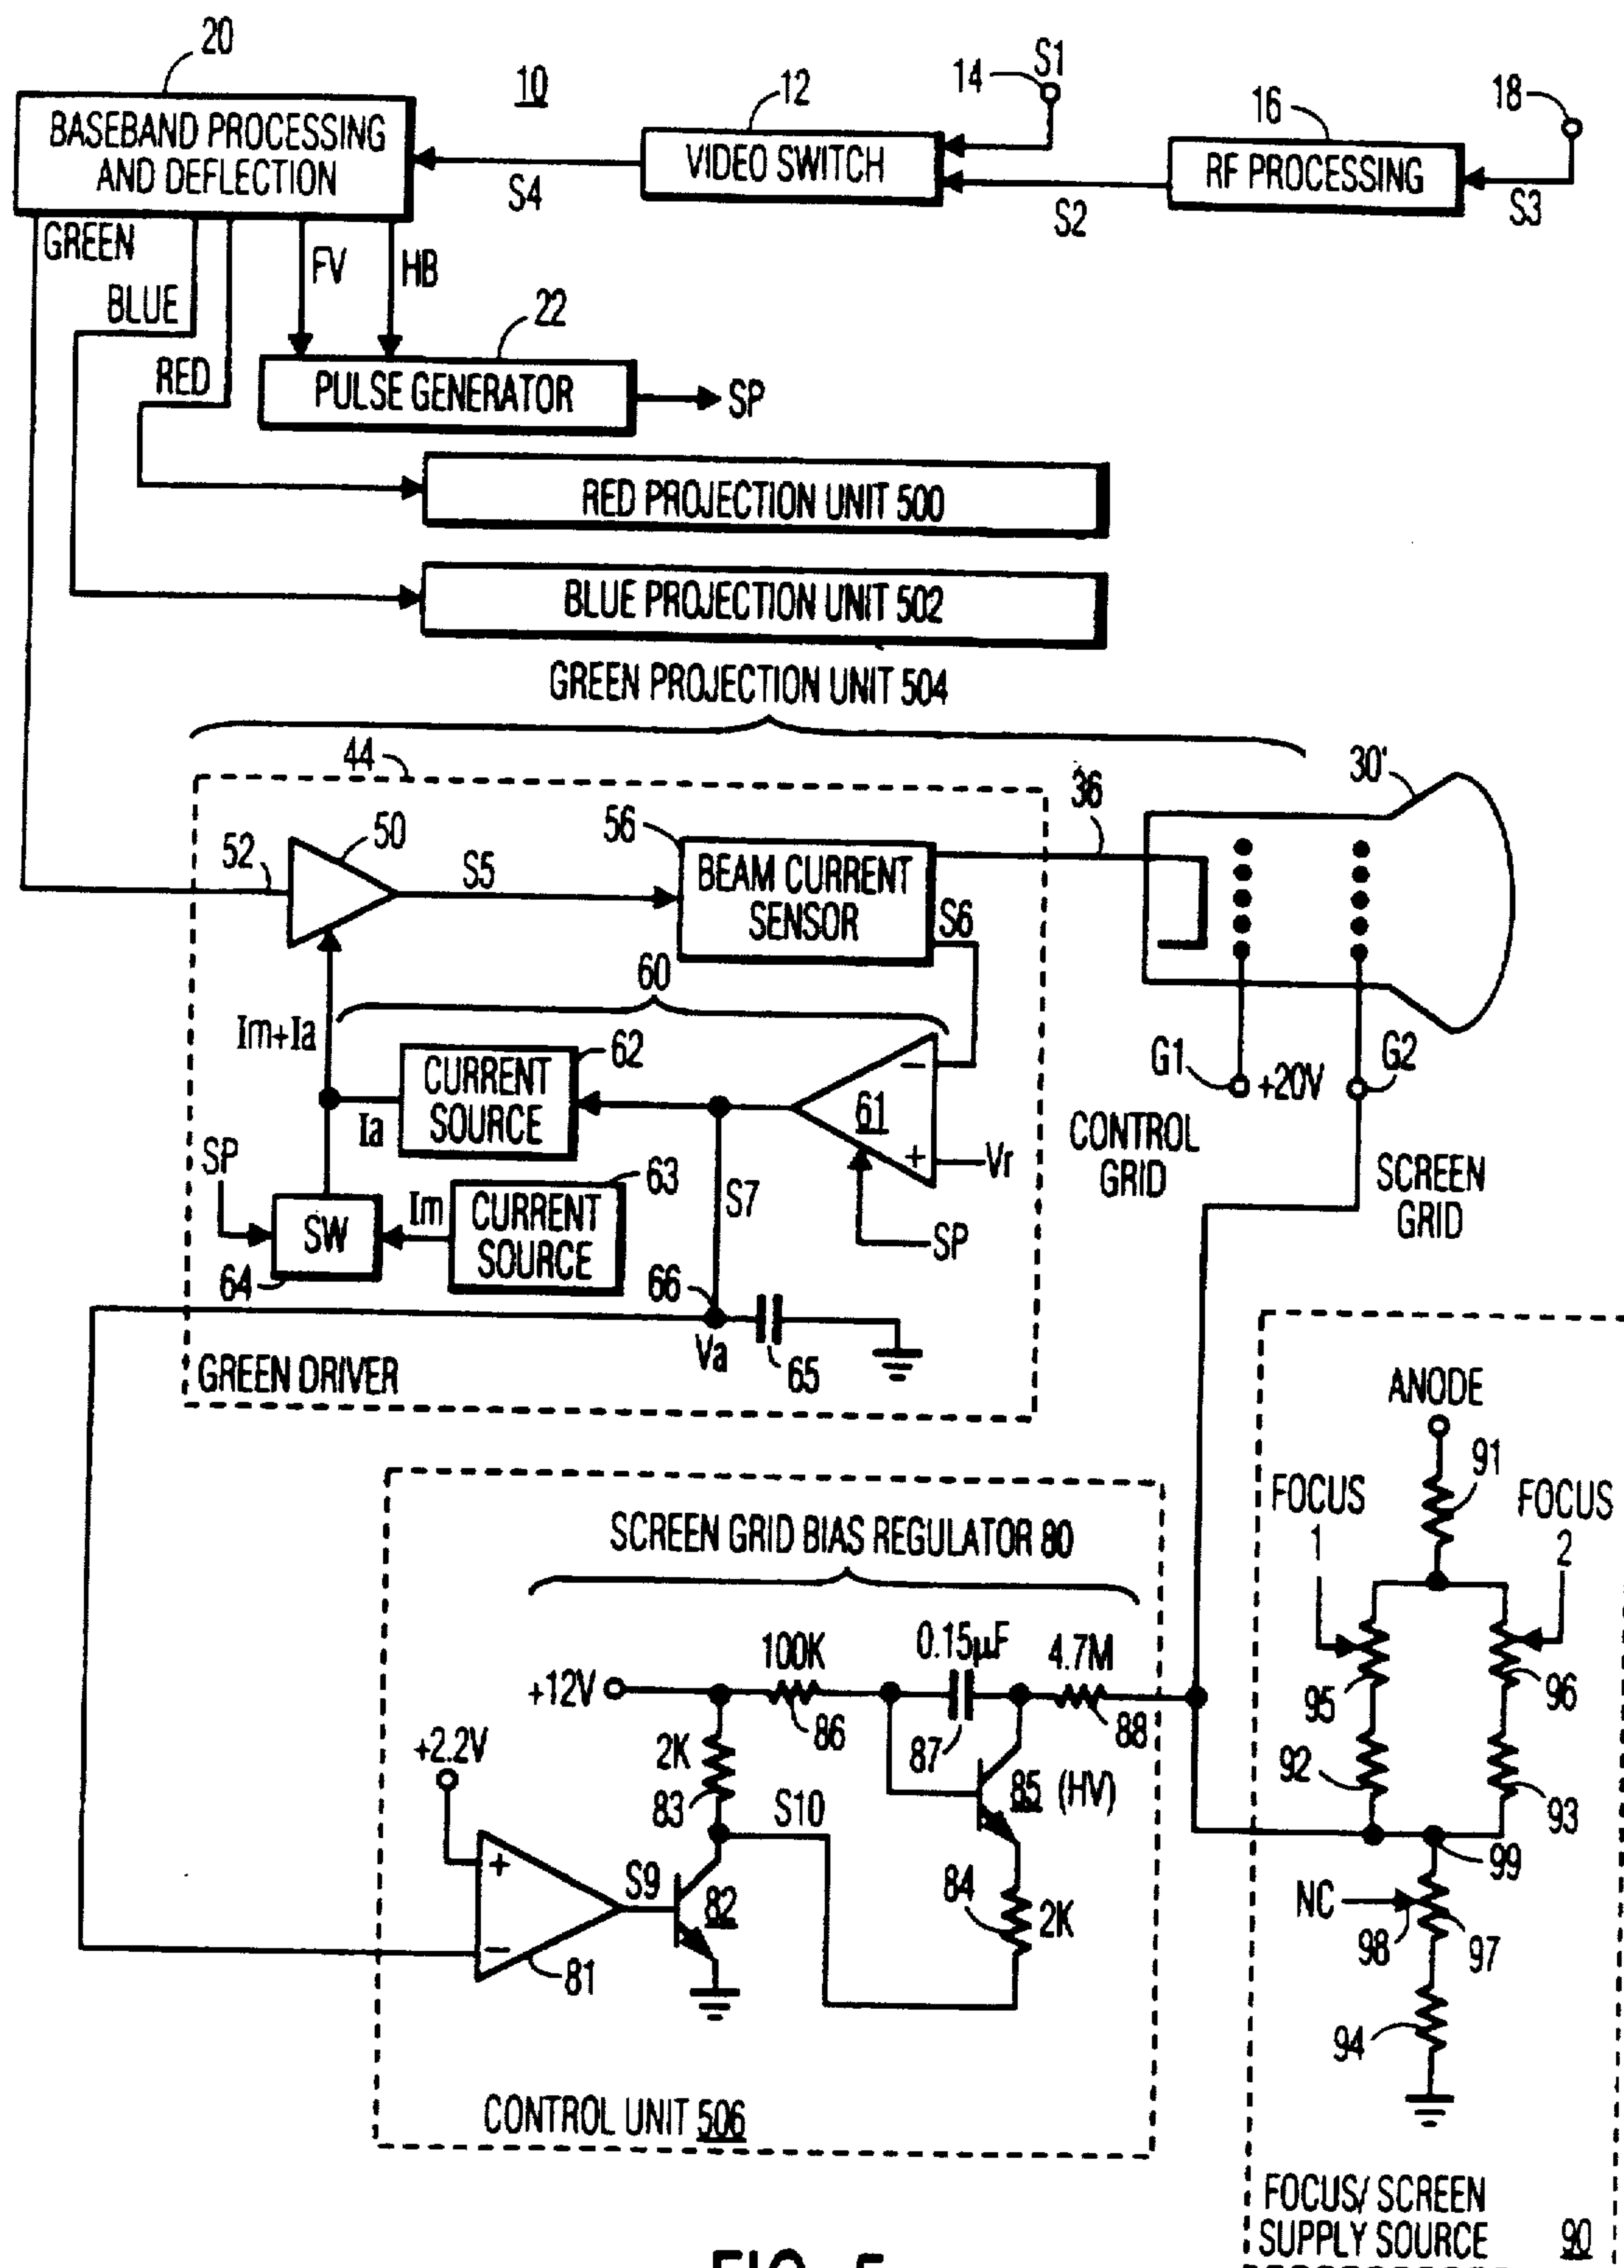 20
10
12
14
S1
16
18
BASEBAND PROCESSING
AND DEFLECTION
VIDEO SWITCH
RF PROCESSING
S4
S2
S3
GREEN
FV
HB
BLUE
22
RED
PULSE GENERATOR
SP
RED PROJECTION UNIT 500
BLUE PROJECTION UNIT 502
GREEN PROJECTION UNIT 504
44
36
30'
52
50
S5
56
BEAM CURRENT
SENSOR
S6
60
Im+Ia
62
CURRENT
SOURCE
Ia
61
−
+
Vr
G1
+20V
G2
CONTROL
GRID
SCREEN
GRID
SP
SW
64
Im
63
CURRENT
SOURCE
S7
SP
66
Va
65
GREEN DRIVER
ANODE
91
FOCUS
1
FOCUS
2
SCREEN GRID BIAS REGULATOR 80
+12V
100K
86
0.15µF
87
4.7M
88
95
96
+2.2V
2K
83
S10
85 (HV)
92
93
99
+
−
81
S9
82
84
2K
NC
98
97
94
CONTROL UNIT 506
FOCUS/SCREEN
SUPPLY SOURCE 90